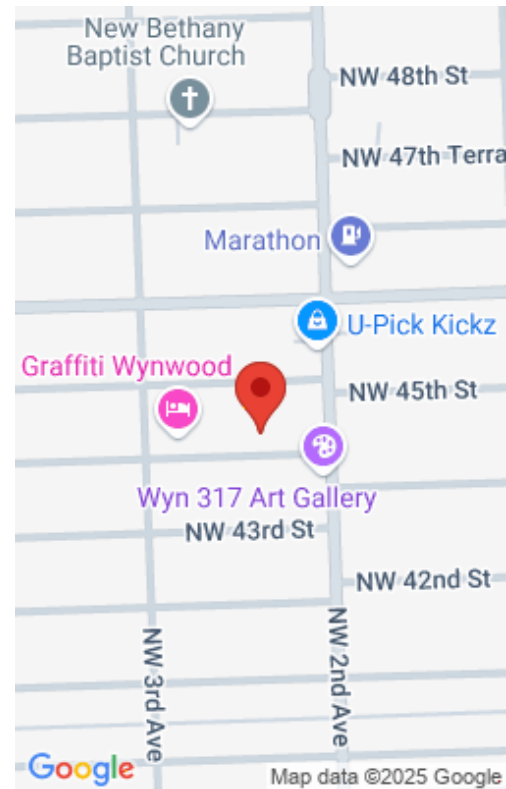 New Bethany
Baptist Church
NW 48th St
NW 47th Terra
Marathon
U-Pick Kickz
Graffiti Wynwood
NW 45th St
Wyn 317 Art Gallery
NW 43rd St
NW 42nd St
NW 3rd Ave
NW 2nd Ave
Google
Map data ©2025 Google